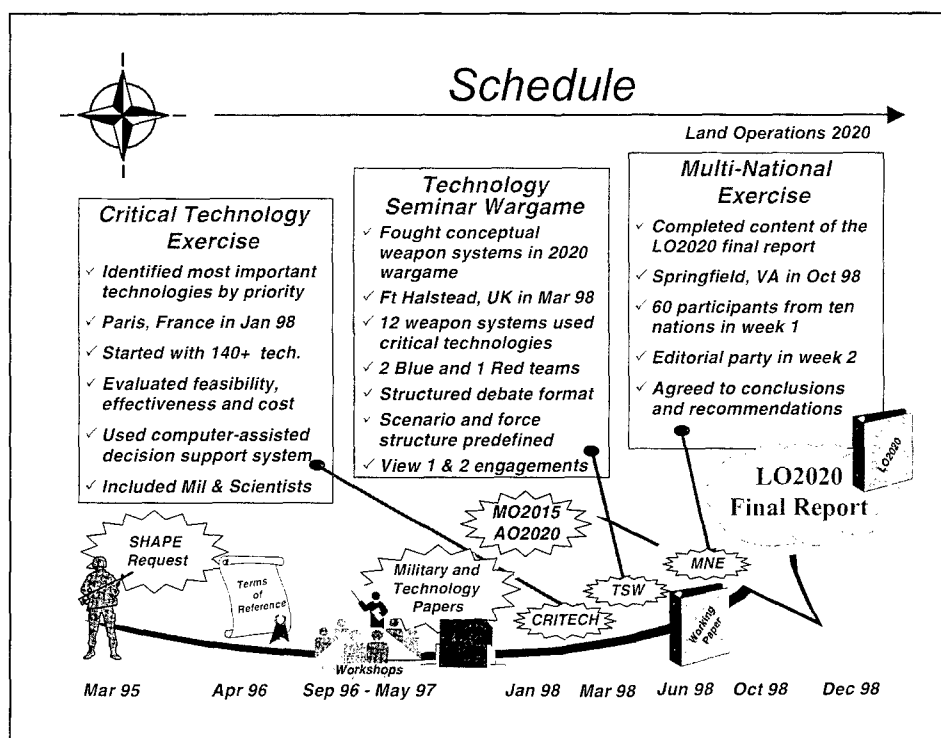 Schedule
Land Operations 2020
Critical Technology
Exercise
✓ Identified most important
technologies by priority
✓ Paris, France in Jan 98
✓ Started with 140+ tech.
✓ Evaluated feasibility,
effectiveness and cost
✓ Used computer-assisted
decision support system
✓ Included Mil & Scientists
Technology
Seminar Wargame
✓ Fought conceptual
weapon systems in 2020
wargame
✓ Ft Halstead, UK in Mar 98
✓ 12 weapon systems used
critical technologies
✓ 2 Blue and 1 Red teams
✓ Structured debate format
✓ Scenario and force
structure predefined
✓ View 1 & 2 engagements
Multi-National
Exercise
✓ Completed content of the
LO2020 final report
✓ Springfield, VA in Oct 98
✓ 60 participants from ten
nations in week 1
✓ Editorial party in week 2
✓ Agreed to conclusions
and recommendations
LO2020
LO2020
Final Report
SHAPE
Request
Terms
of
Reference
Military and
Technology
Papers
Workshops
MO2015
AO2020
CRITECH
TSW
MNE
Working
Paper
Mar 95
Apr 96
Sep 96 - May 97
Jan 98
Mar 98
Jun 98
Oct 98
Dec 98